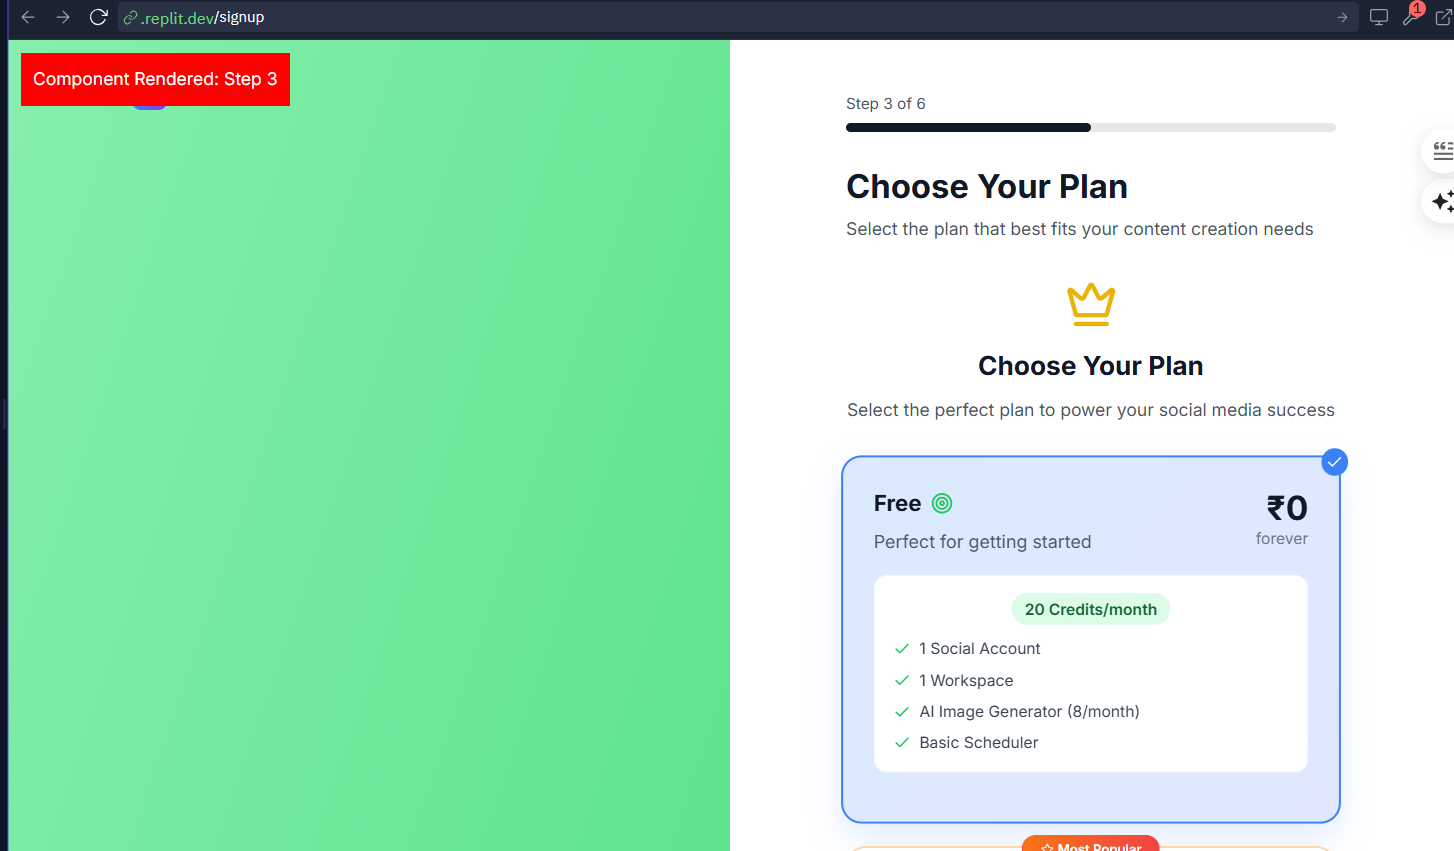 .replit.dev/signup
1
Component Rendered: Step 3
Step 3 of 6
Choose Your Plan
Select the plan that best fits your content creation needs
Choose Your Plan
Select the perfect plan to power your social media success
Free
₹0
Perfect for getting started
forever
20 Credits/month
1 Social Account
1 Workspace
AI Image Generator (8/month)
Basic Scheduler
Most Popular